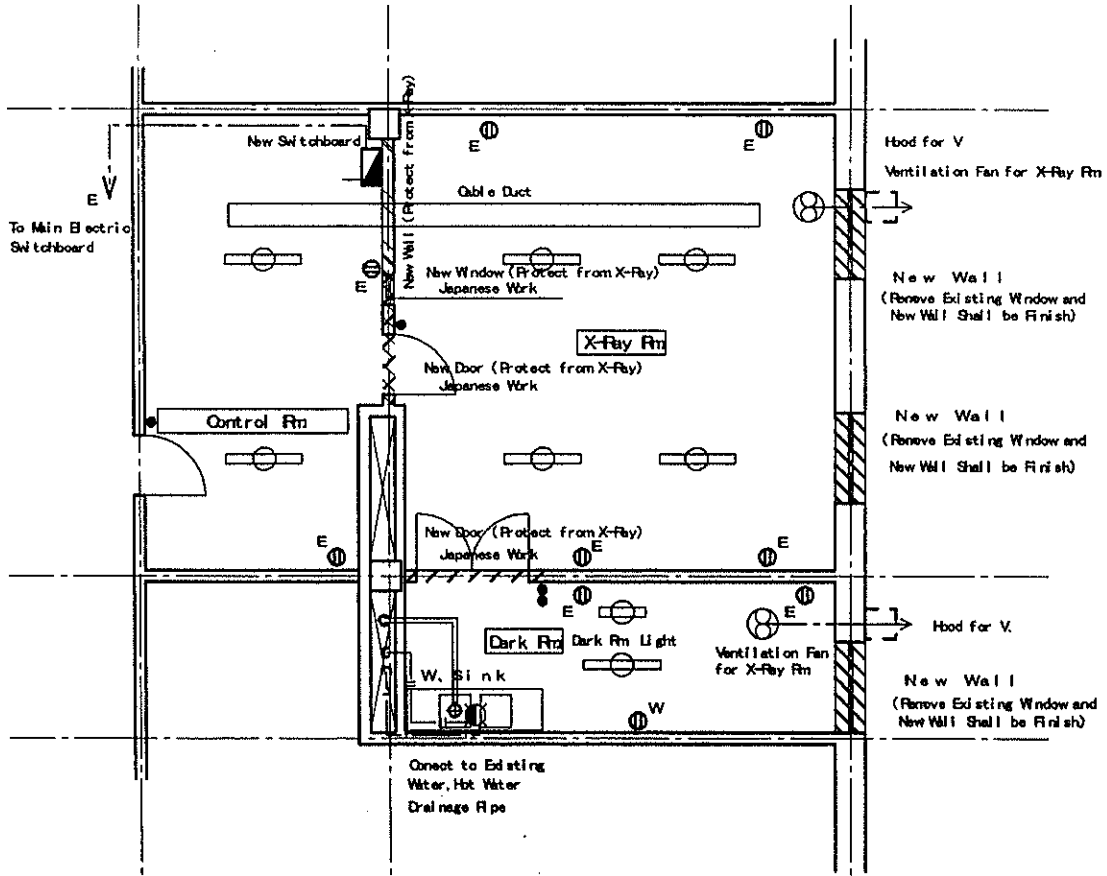 New Wall (Protect from X-Ray)
New Switchboard
E
E
Hood for V
Ventilation Fan for X-Ray Rm
Cable Duct
E
To Main Electric
Switchboard
E
New Window (Protect from X-Ray)
Japanese Work
New Wall
(Remove Existing Window and
New Wall Shall be Finish)
X-Ray Rm
New Door (Protect from X-Ray)
Japanese Work
Control Rm
New Wall
(Remove Existing Window and
New Wall Shall be Finish)
New Door (Protect from X-Ray)
Japanese Work
E
E
E
E
E
Dark Rm
Dark Rm Light
Hood for V.
Ventilation Fan
for X-Ray Rm
W. Sink
W
New Wall
(Remove Existing Window and
New Wall Shall be Finish)
Conect to Existing
Water, Hot Water
Drainage Pipe